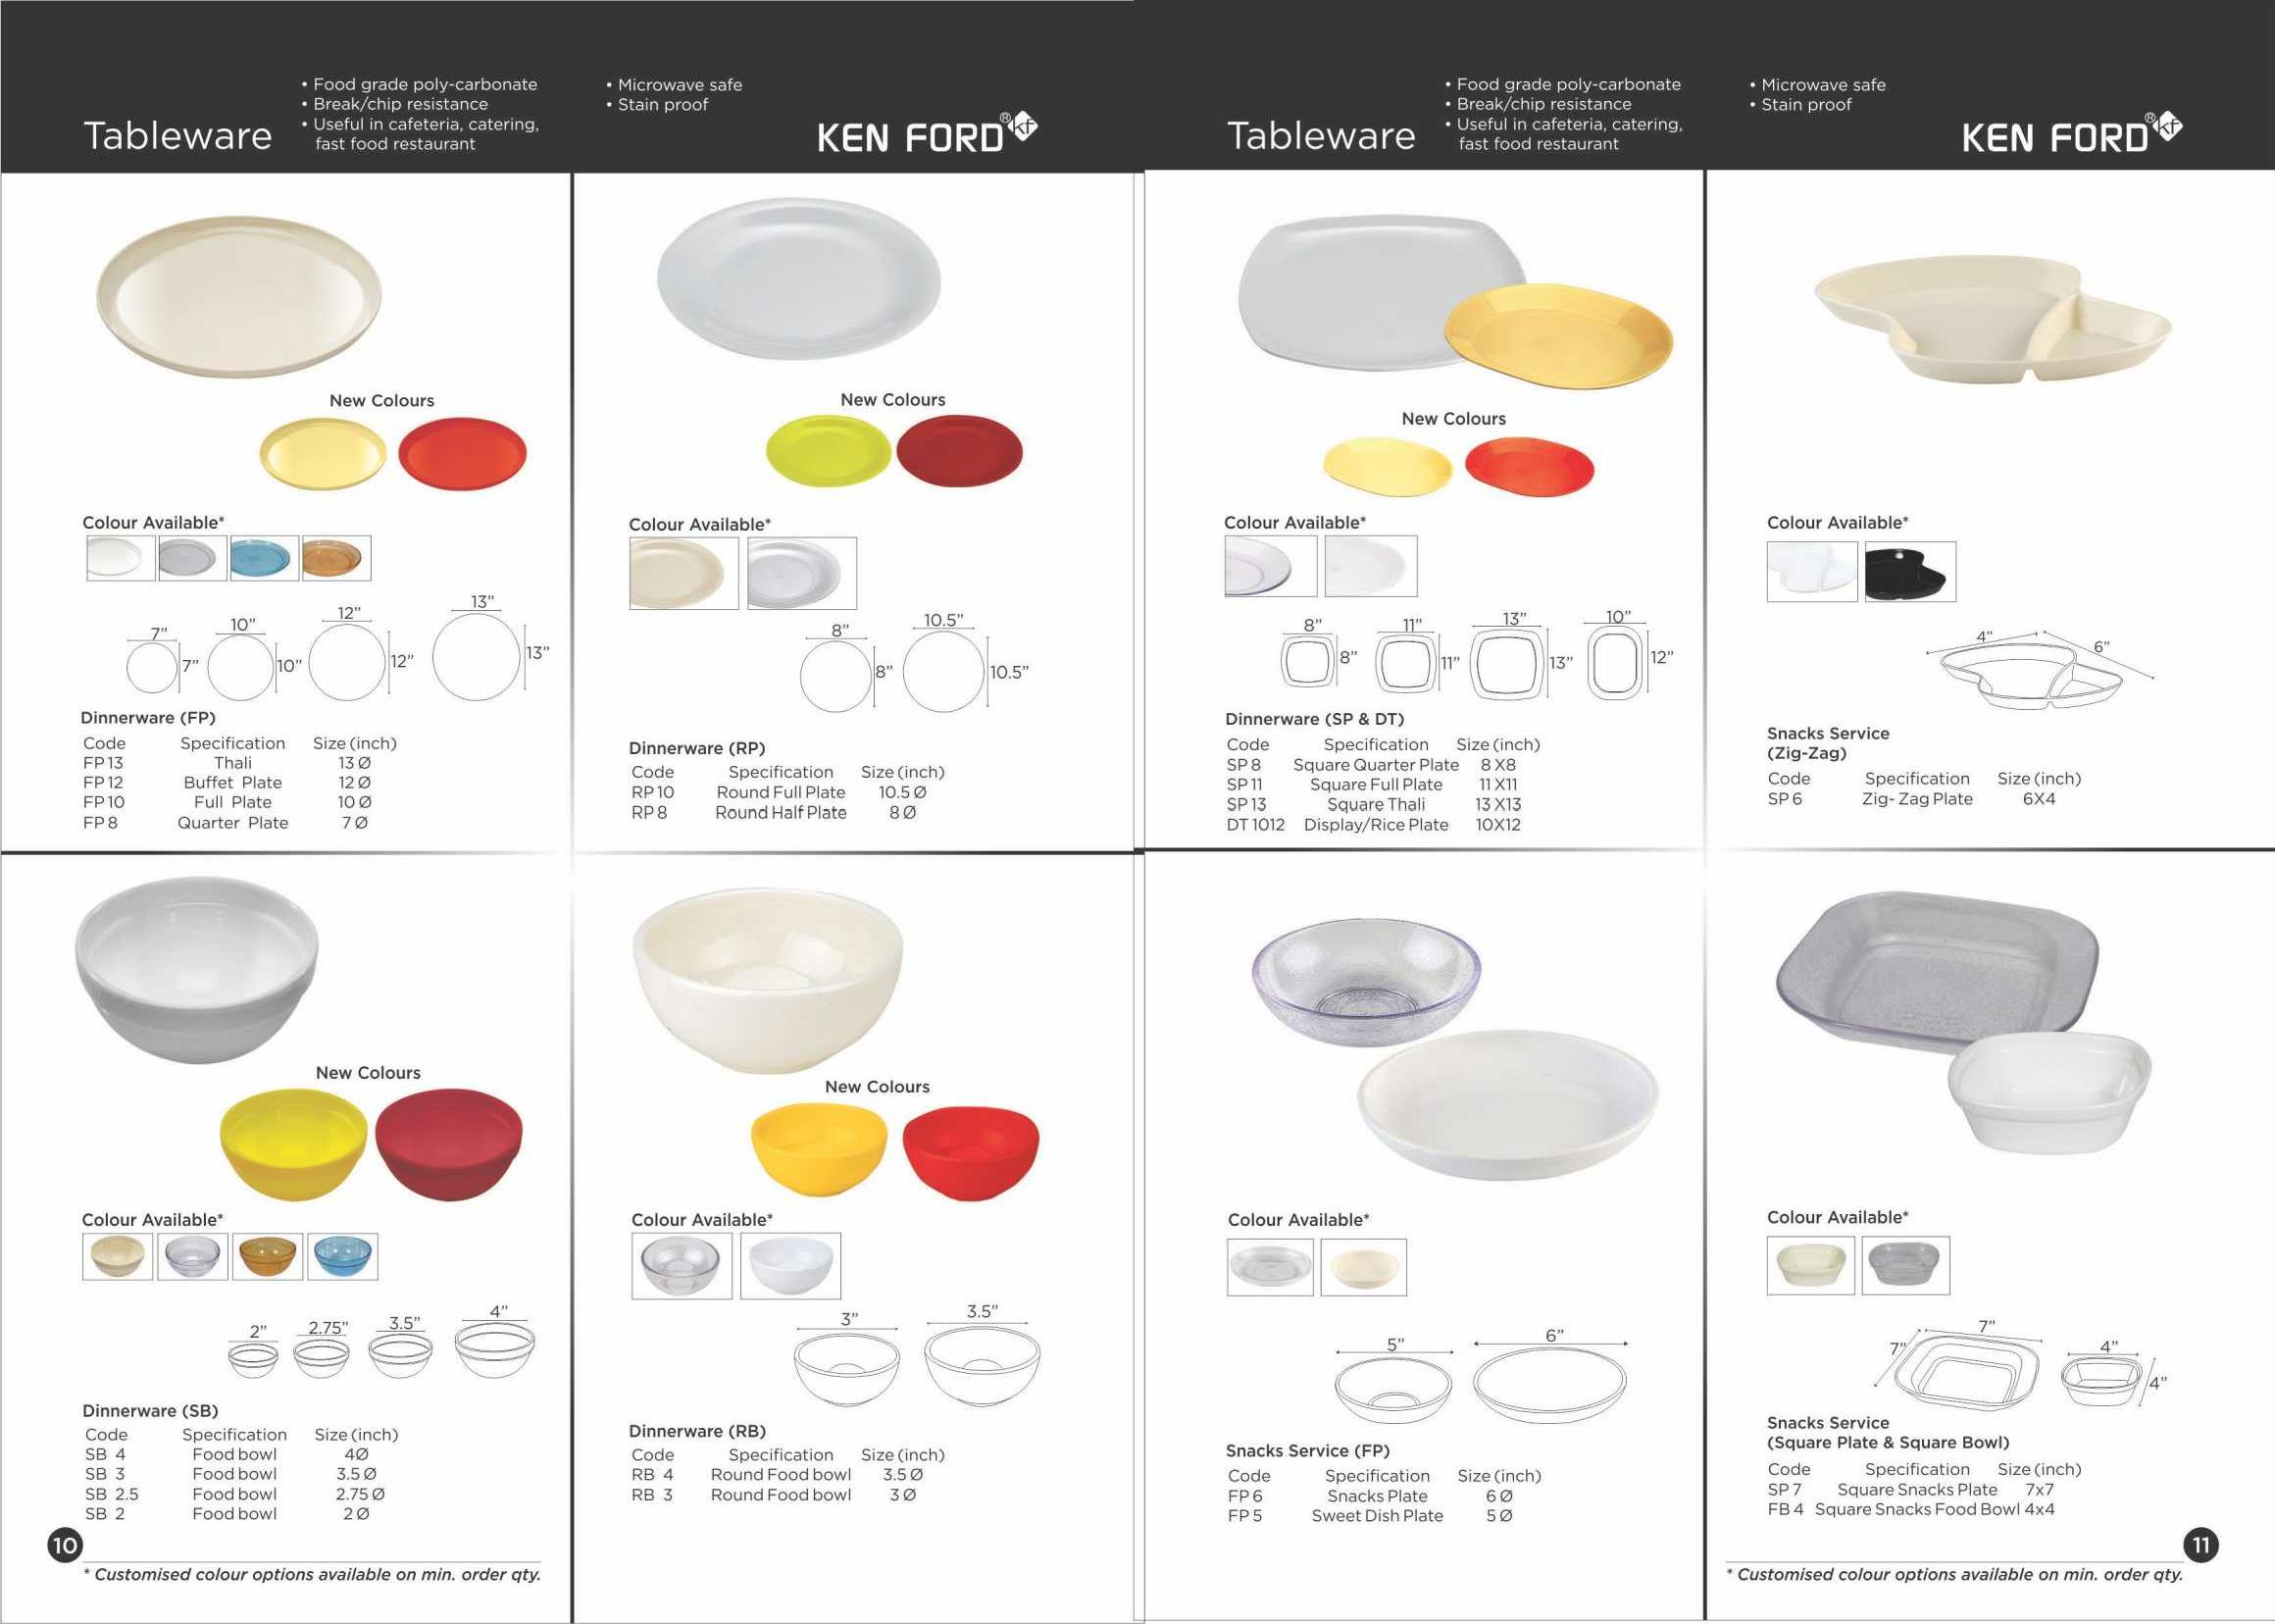 Tableware
• Food grade poly-carbonate
• Break/chip resistance
• Useful in cafeteria, catering,
fast food restaurant
• Microwave safe
• Stain proof
KEN FORD® kf
New Colours
Colour Available*
7” 10” 12” 13”
7” 10” 12” 13”
Dinnerware (FP)
Code Specification Size (inch)
FP 13 Thali 13 Ø
FP 12 Buffet Plate 12 Ø
FP 10 Full Plate 10 Ø
FP 8 Quarter Plate 7 Ø
New Colours
Colour Available*
8” 10.5”
8” 10.5”
Dinnerware (RP)
Code Specification Size (inch)
RP 10 Round Full Plate 10.5 Ø
RP 8 Round Half Plate 8 Ø
New Colours
Colour Available*
2” 2.75” 3.5” 4”
Dinnerware (SB)
Code Specification Size (inch)
SB 4 Food bowl 4Ø
SB 3 Food bowl 3.5 Ø
SB 2.5 Food bowl 2.75 Ø
SB 2 Food bowl 2 Ø
New Colours
Colour Available*
3” 3.5”
Dinnerware (RB)
Code Specification Size (inch)
RB 4 Round Food bowl 3.5 Ø
RB 3 Round Food bowl 3 Ø
10
* Customised colour options available on min. order qty.
Tableware
• Food grade poly-carbonate
• Break/chip resistance
• Useful in cafeteria, catering,
fast food restaurant
• Microwave safe
• Stain proof
KEN FORD® kf
New Colours
Colour Available*
8” 11” 13” 10”
8” 11” 13” 12”
Dinnerware (SP & DT)
Code Specification Size (inch)
SP 8 Square Quarter Plate 8 X8
SP 11 Square Full Plate 11 X11
SP 13 Square Thali 13 X13
DT 1012 Display/Rice Plate 10X12
Colour Available*
4” 6”
Snacks Service
(Zig-Zag)
Code Specification Size (inch)
SP 6 Zig- Zag Plate 6X4
Colour Available*
5” 6”
Snacks Service (FP)
Code Specification Size (inch)
FP 6 Snacks Plate 6 Ø
FP 5 Sweet Dish Plate 5 Ø
Colour Available*
7” 7” 4” 4”
Snacks Service
(Square Plate & Square Bowl)
Code Specification Size (inch)
SP 7 Square Snacks Plate 7x7
FB 4 Square Snacks Food Bowl 4x4
11
* Customised colour options available on min. order qty.